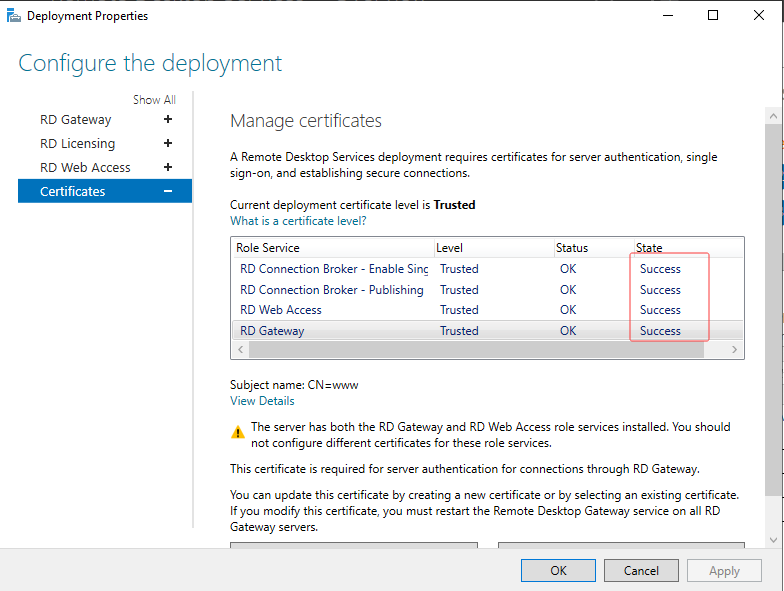 Deployment Properties
Configure the deployment
Show All
RD Gateway +
RD Licensing +
RD Web Access +
Certificates –
Manage certificates
A Remote Desktop Services deployment requires certificates for server authentication, single
sign-on, and establishing secure connections.
Current deployment certificate level is Trusted
What is a certificate level?
Role Service Level Status State
RD Connection Broker - Enable Sing Trusted OK Success
RD Connection Broker - Publishing Trusted OK Success
RD Web Access Trusted OK Success
RD Gateway Trusted OK Success
Subject name: CN=www
View Details
The server has both the RD Gateway and RD Web Access role services installed. You should
not configure different certificates for these role services.
This certificate is required for server authentication for connections through RD Gateway.
You can update this certificate by creating a new certificate or by selecting an existing certificate.
If you modify this certificate, you must restart the Remote Desktop Gateway service on all RD
Gateway servers.
OK Cancel Apply